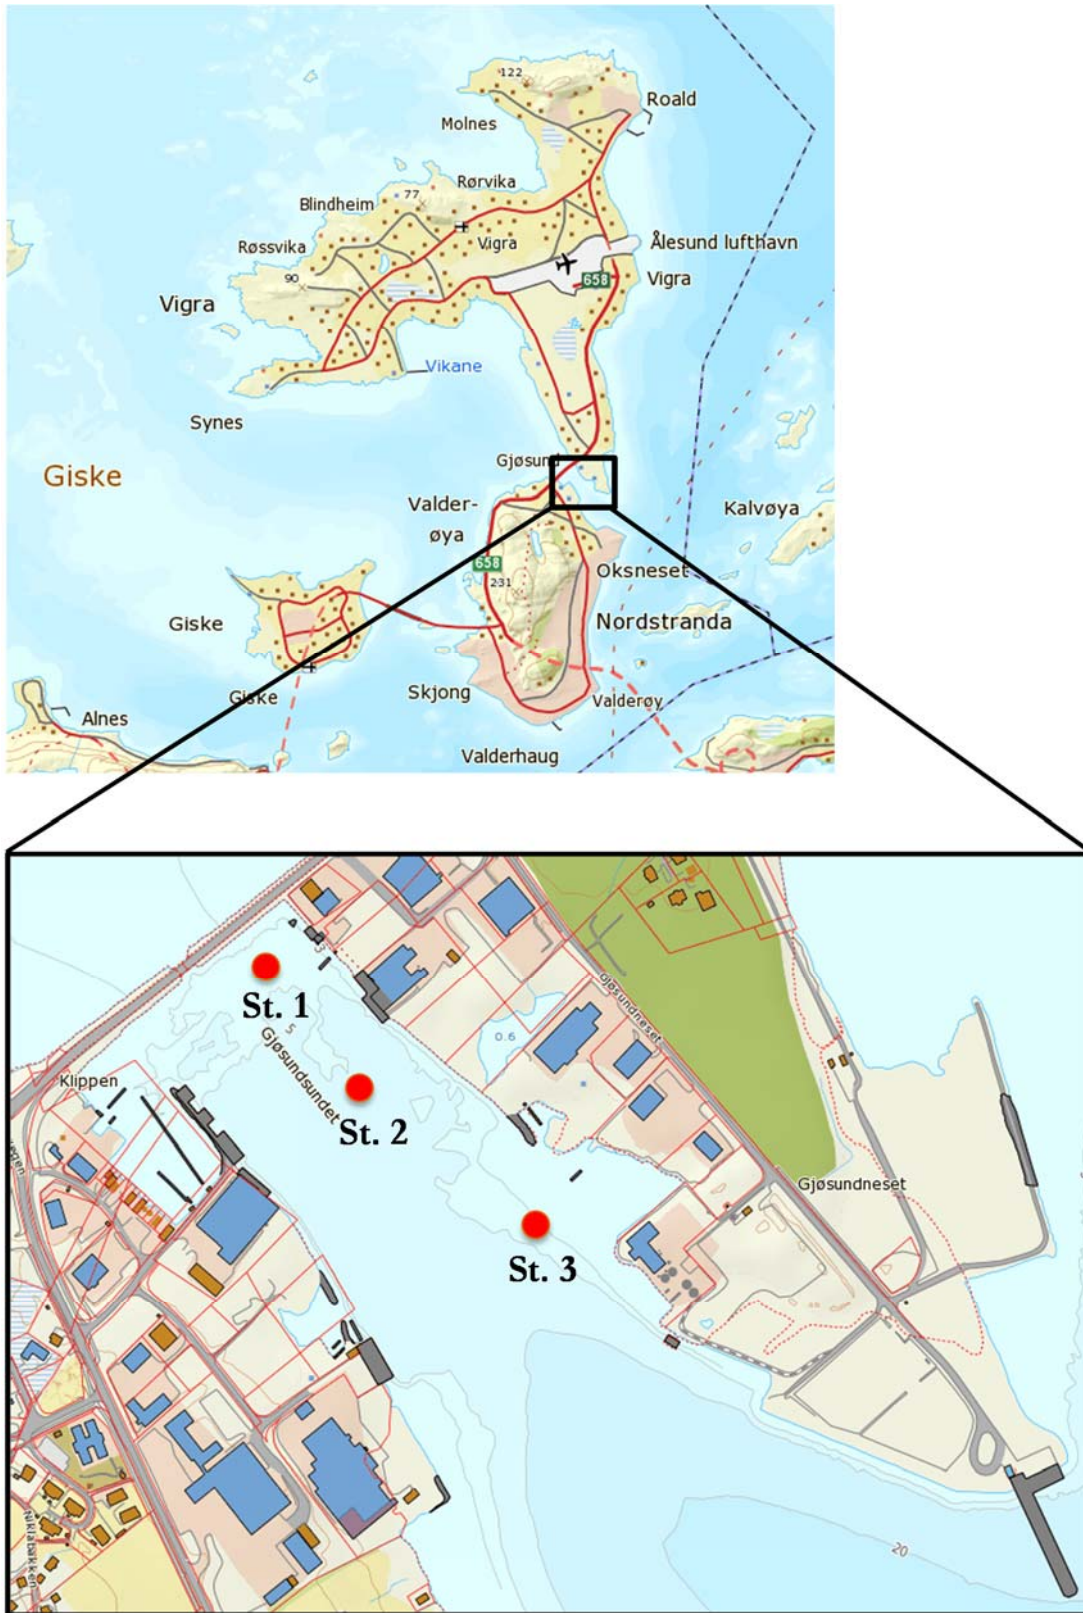 122
Roald
Molnes
Rørvika
77
Blindheim
Vigra
Røssvika
Ålesund lufthavn
90
658
Vigra
Vigra
Vikane
Synes
Gjøsund
Giske
Valder-
øya
Kalvøya
658
Oksneset
231
Giske
Nordstranda
Skjong
Giske
Valderøy
Alnes
Valderhaug
St. 1
5
Gjøsundsundet
Gjøsundneset
0.6
Klippen
St. 2
Gjøsundneset
St. 3
Niklabakken
20